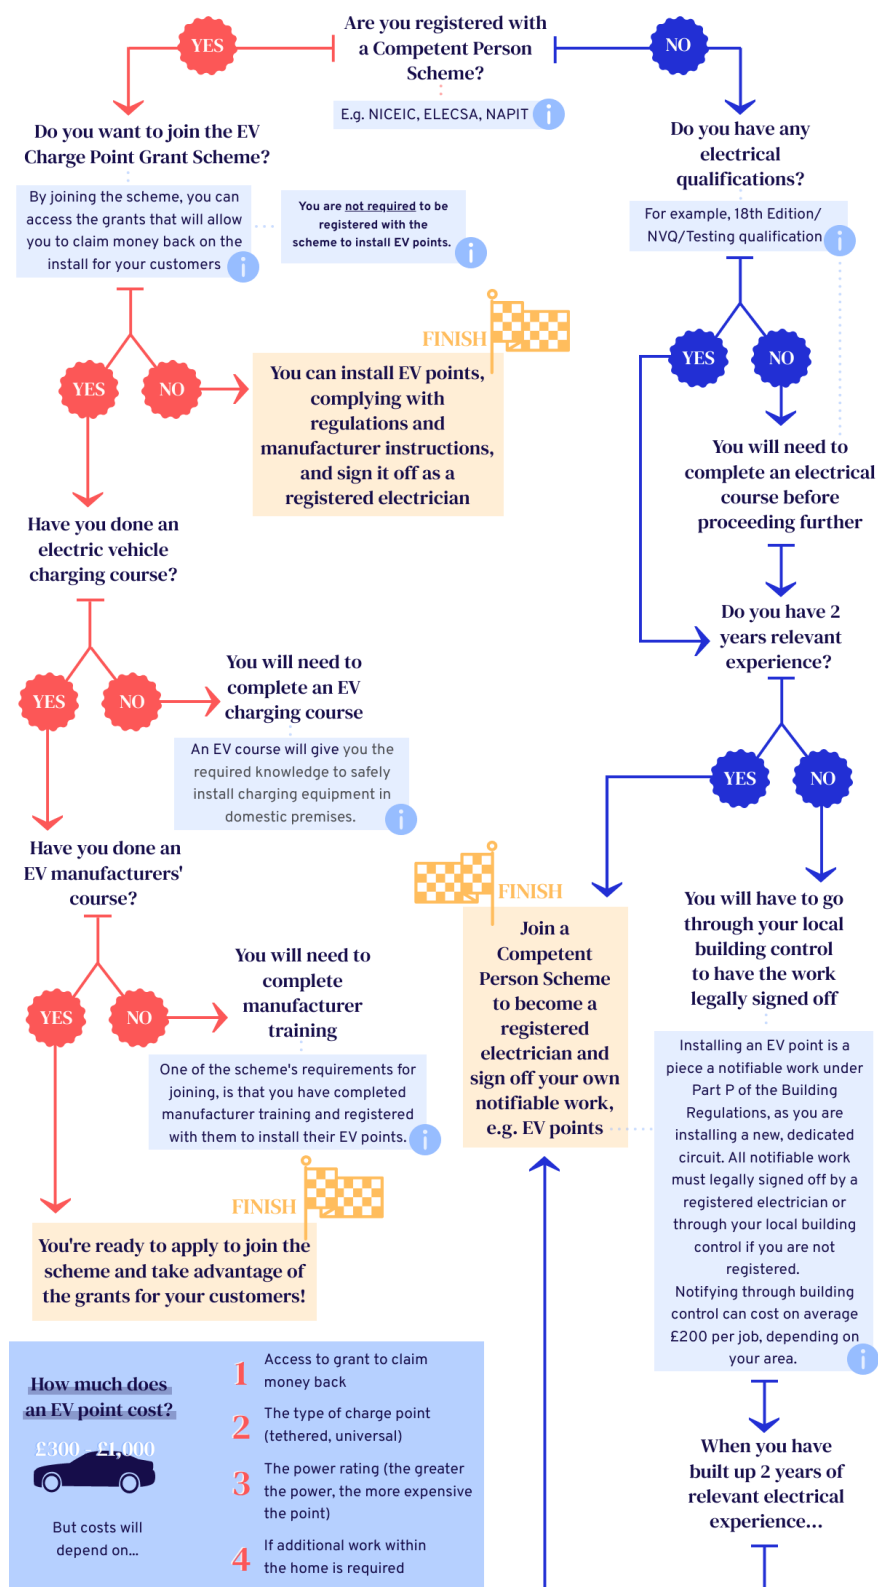 Are you registered with
a Competent Person
Scheme?
YES
NO
E.g. NICEIC, ELECSA, NAPIT
i
Do you want to join the EV
Charge Point Grant Scheme?
By joining the scheme, you can
access the grants that will allow
you to claim money back on the
install for your customers
i
You are not required to be
registered with the
scheme to install EV points.
i
YES
NO
FINISH
You can install EV points,
complying with
regulations and
manufacturer instructions,
and sign it off as a
registered electrician
Have you done an
electric vehicle
charging course?
YES
NO
You will need to
complete an EV
charging course
An EV course will give you the
required knowledge to safely
install charging equipment in
domestic premises.
i
Have you done an
EV manufacturers'
course?
YES
NO
You will need to
complete
manufacturer
training
One of the scheme's requirements for
joining, is that you have completed
manufacturer training and registered
with them to install their EV points.
i
FINISH
You're ready to apply to join the
scheme and take advantage of
the grants for your customers!
Do you have any
electrical
qualifications?
For example, 18th Edition/
NVQ/Testing qualification
i
YES
NO
You will need to
complete an electrical
course before
proceeding further
Do you have 2
years relevant
experience?
YES
NO
FINISH
Join a
Competent
Person Scheme
to become a
registered
electrician and
sign off your own
notifiable work,
e.g. EV points
You will have to go
through your local
building control
to have the work
legally signed off
Installing an EV point is a
piece a notifiable work under
Part P of the Building
Regulations, as you are
installing a new, dedicated
circuit. All notifiable work
must legally signed off by a
registered electrician or
through your local building
control if you are not
registered.
Notifying through building
control can cost on average
£200 per job, depending on
your area.
i
When you have
built up 2 years of
relevant electrical
experience...
How much does
an EV point cost?
£300 - £1,000
But costs will
depend on...
1 Access to grant to claim
money back
2 The type of charge point
(tethered, universal)
3 The power rating (the greater
the power, the more expensive
the point)
4 If additional work within
the home is required